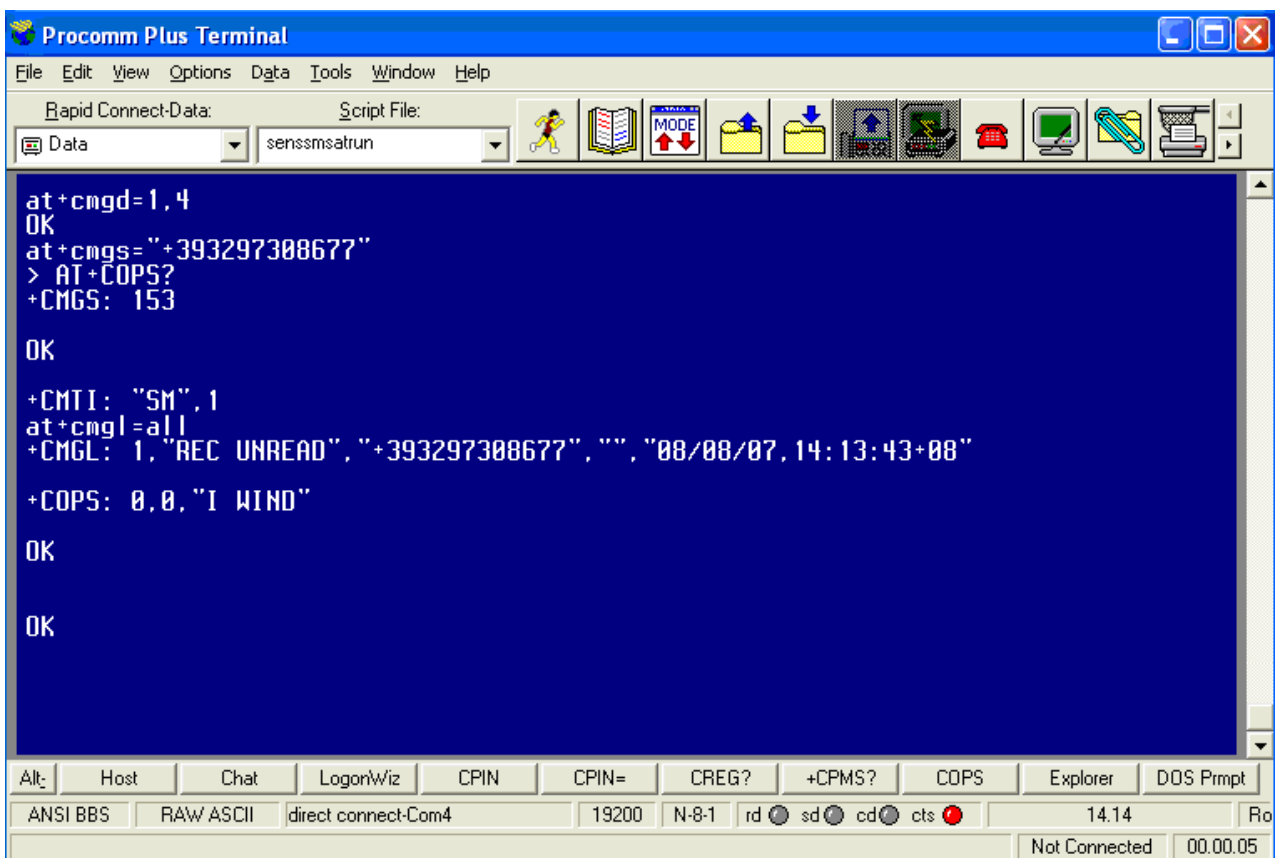 Procomm Plus Terminal
File Edit View Options Data Tools Window Help
Rapid Connect-Data: Script File:
Data senssmsatrun
MODE
at+cmgd=1,4
OK
at+cmgs="+393297308677"
> AT+COPS?
+CMGS: 153
OK
+CMTI: "SM",1
at+cmgl=all
+CMGL: 1,"REC UNREAD","+393297308677","","08/08/07,14:13:43+08"
+COPS: 0,0,"I WIND"
OK
OK
Alt- Host Chat LogonWiz CPIN CPIN= CREG? +CPMS? COPS Explorer DOS Prmpt
ANSI BBS RAW ASCII direct connect-Com4 19200 N-8-1 rd sd cd cts 14.14 Ro
Not Connected 00.00.05